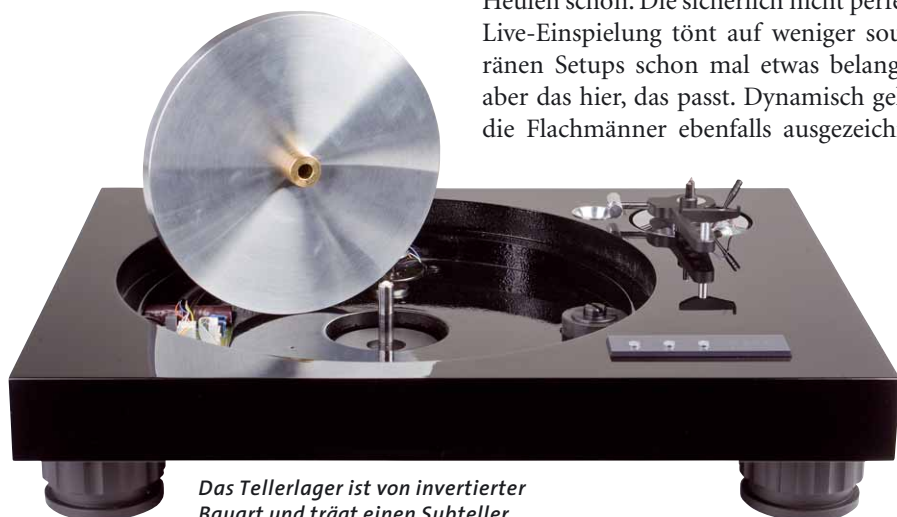 Heulen schön. Die sicherlich nicht perfe
Live-Einspielung tönt auf weniger sou
ränen Setups schon mal etwas belang
aber das hier, das passt. Dynamisch ge
die Flachmänner ebenfalls ausgezeich
Das Tellerlager ist von invertierter
Bauart und trägt einen Subteller